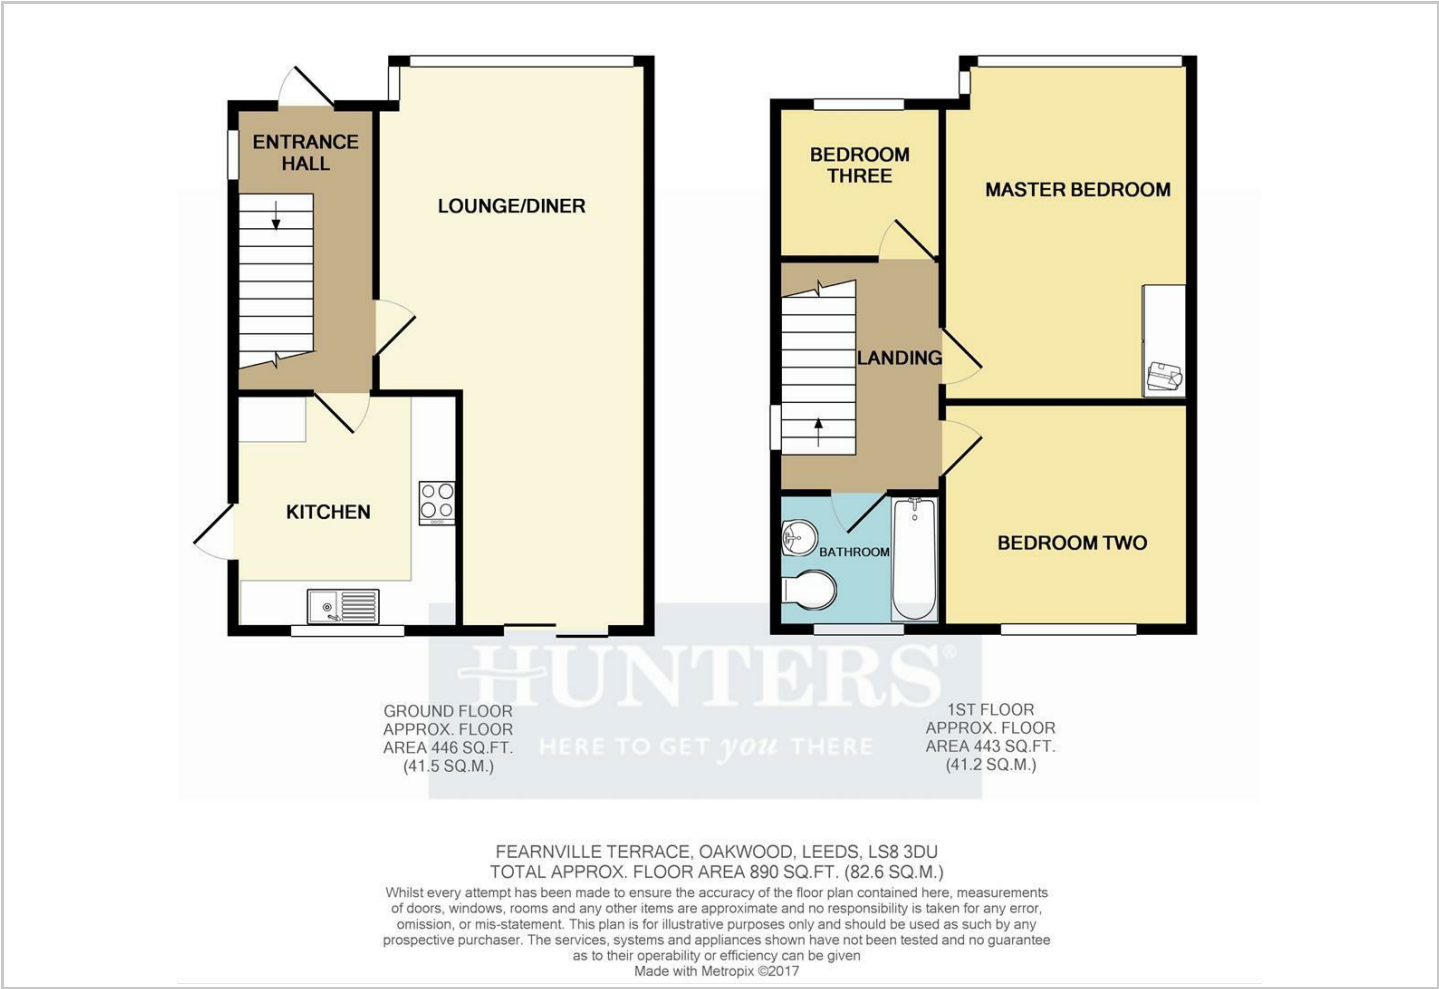 ENTRANCE
HALL
LOUNGE/DINER
KITCHEN
BEDROOM
THREE
MASTER BEDROOM
LANDING
BATHROOM
BEDROOM TWO
HUNTERS®
HERE TO GET you THERE
GROUND FLOOR
APPROX. FLOOR
AREA 446 SQ.FT.
(41.5 SQ.M.)
1ST FLOOR
APPROX. FLOOR
AREA 443 SQ.FT.
(41.2 SQ.M.)
FEARNVILLE TERRACE, OAKWOOD, LEEDS, LS8 3DU
TOTAL APPROX. FLOOR AREA 890 SQ.FT. (82.6 SQ.M.)
Whilst every attempt has been made to ensure the accuracy of the floor plan contained here, measurements
of doors, windows, rooms and any other items are approximate and no responsibility is taken for any error,
omission, or mis-statement. This plan is for illustrative purposes only and should be used as such by any
prospective purchaser. The services, systems and appliances shown have not been tested and no guarantee
as to their operability or efficiency can be given
Made with Metropix ©2017